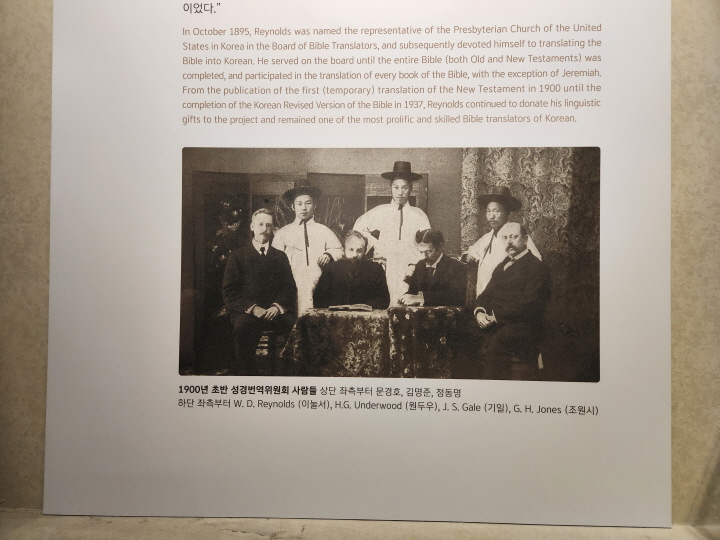 이었다.”
In October 1895, Reynolds was named the representative of the Presbyterian Church of the United
States in Korea in the Board of Bible Translators, and subsequently devoted himself to translating the
Bible into Korean. He served on the board until the entire Bible (both Old and New Testaments) was
completed, and participated in the translation of every book of the Bible, with the exception of Jeremiah.
From the publication of the first (temporary) translation of the New Testament in 1900 until the
completion of the Korean Revised Version of the Bible in 1937, Reynolds continued to donate his linguistic
gifts to the project and remained one of the most prolific and skilled Bible translators of Korean.
1900년 초반 성경번역위원회 사람들 상단 좌측부터 문경호, 김명준, 정동명
하단 좌측부터 W. D. Reynolds (이눌서), H.G. Underwood (원두우), J. S. Gale (기일), G. H. Jones (조원시)